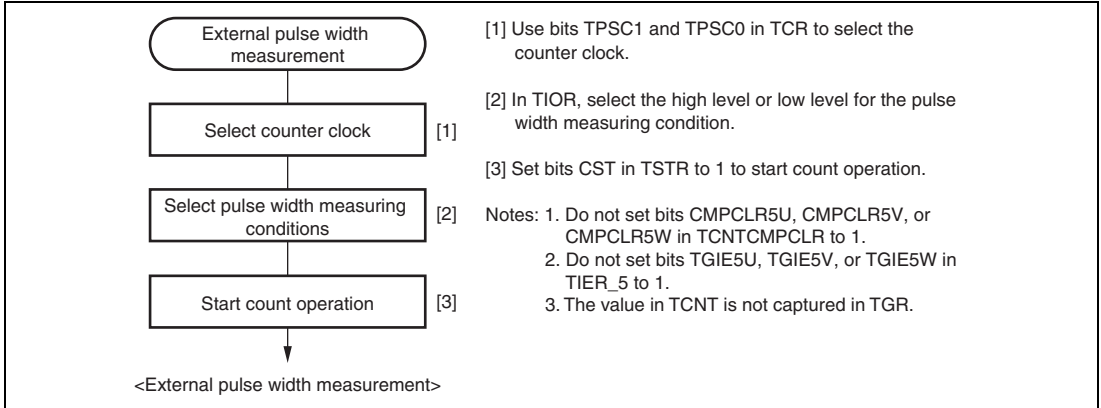 External pulse width
measurement
Select counter clock
[1]
Select pulse width measuring
conditions
[2]
Start count operation
[3]
<External pulse width measurement>
[1] Use bits TPSC1 and TPSC0 in TCR to select the
counter clock.
[2] In TIOR, select the high level or low level for the pulse
width measuring condition.
[3] Set bits CST in TSTR to 1 to start count operation.
Notes: 1. Do not set bits CMPCLR5U, CMPCLR5V, or
CMPCLR5W in TCNTCMPCLR to 1.
2. Do not set bits TGIE5U, TGIE5V, or TGIE5W in
TIER_5 to 1.
3. The value in TCNT is not captured in TGR.